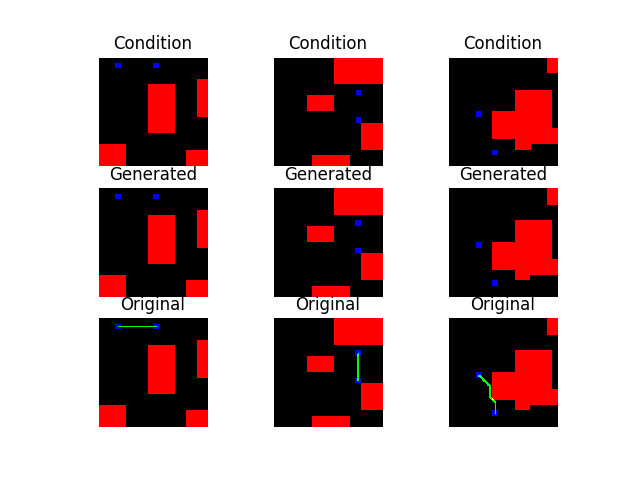 Condition Condition Condition
Generated Generated Generated
Original Original Original